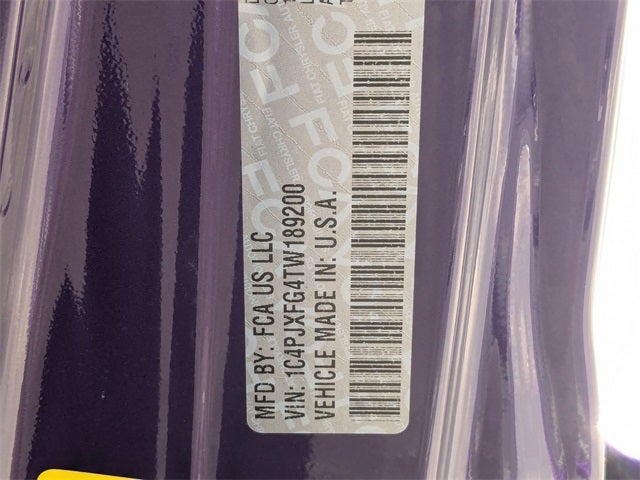 MFD BY: FCA US LLC
VIN: 1C4PJXFG4TW189200
VEHICLE MADE IN: U.S.A.